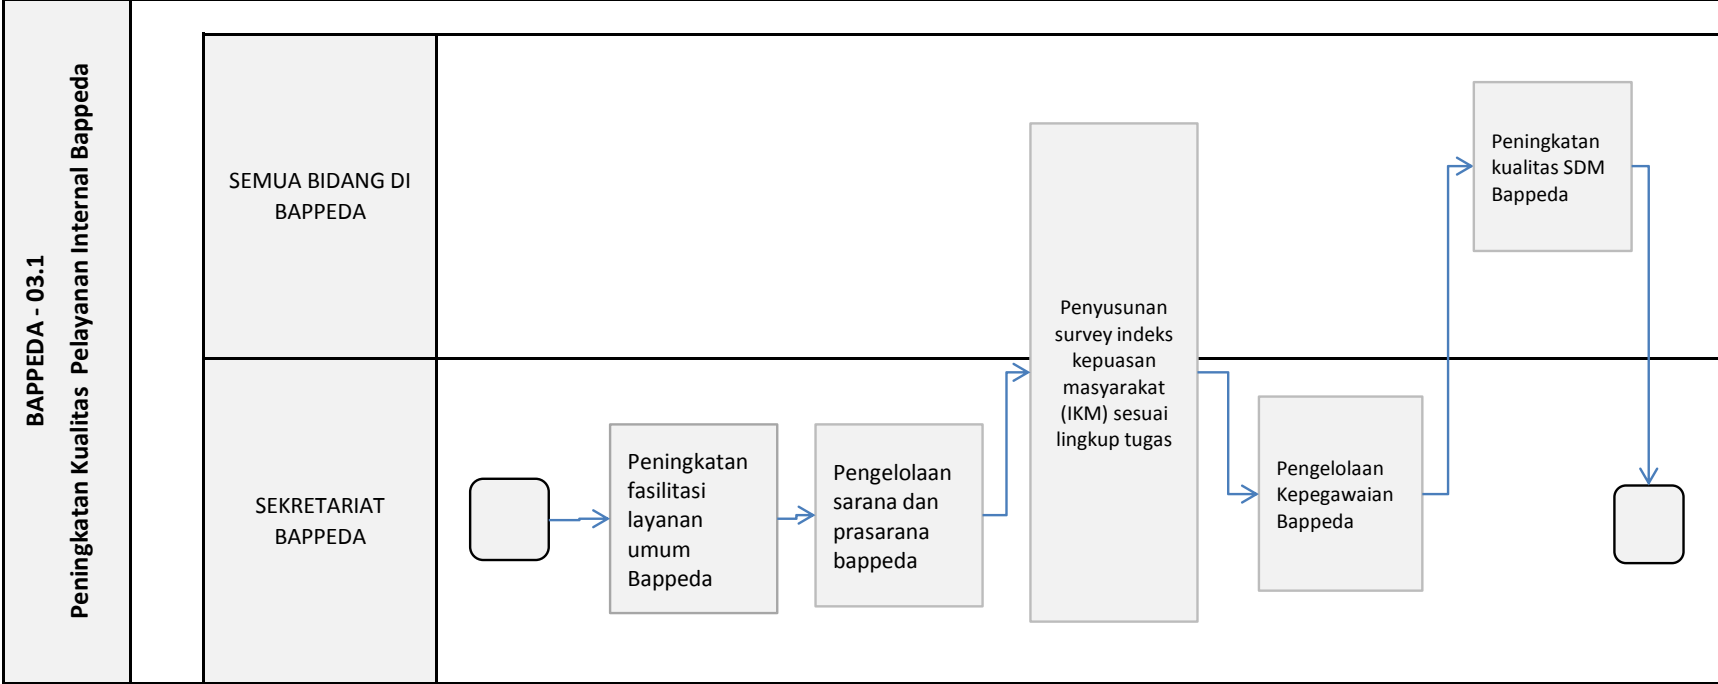 BAPPEDA - 03.1
Peningkatan Kualitas Pelayanan Internal Bappeda
SEMUA BIDANG DI
BAPPEDA
SEKRETARIAT
BAPPEDA
Peningkatan
fasilitasi
layanan
umum
Bappeda
Pengelolaan
sarana dan
prasarana
bappeda
Penyusunan
survey indeks
kepuasan
masyarakat
(IKM) sesuai
lingkup tugas
Pengelolaan
Kepegawaian
Bappeda
Peningkatan
kualitas SDM
Bappeda